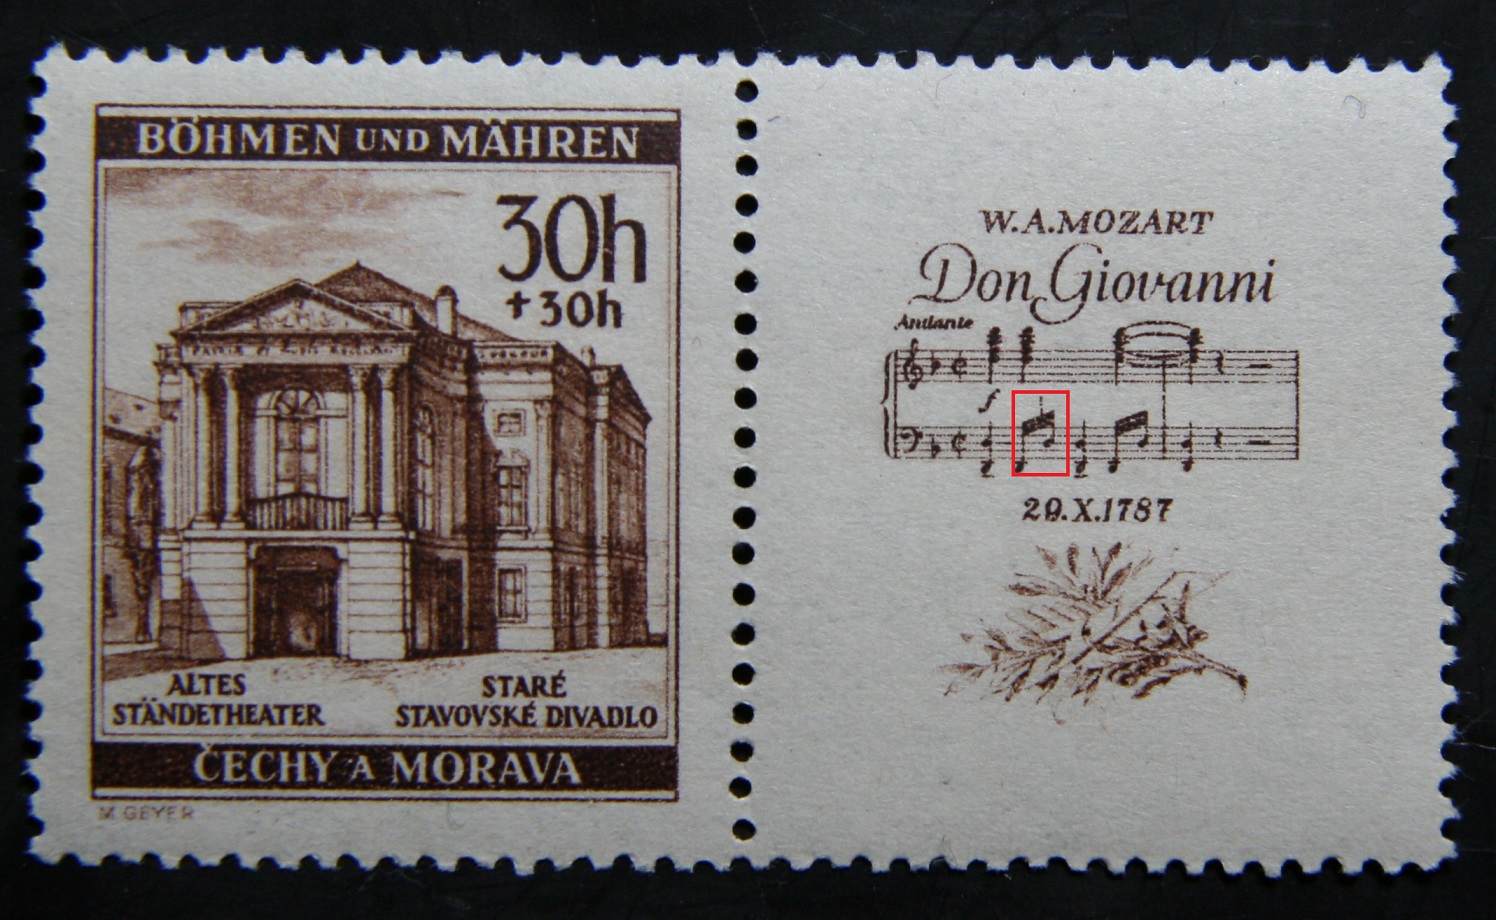 BÖHMEN UND MÄHREN
30h
+30h
ALTES
STÄNDETHEATER
STARÉ
STAVOVSKÉ DIVADLO
ČECHY A MORAVA
M. GEYER
W.A.MOZART
Don Giovanni
Andante
f
29.X.1787